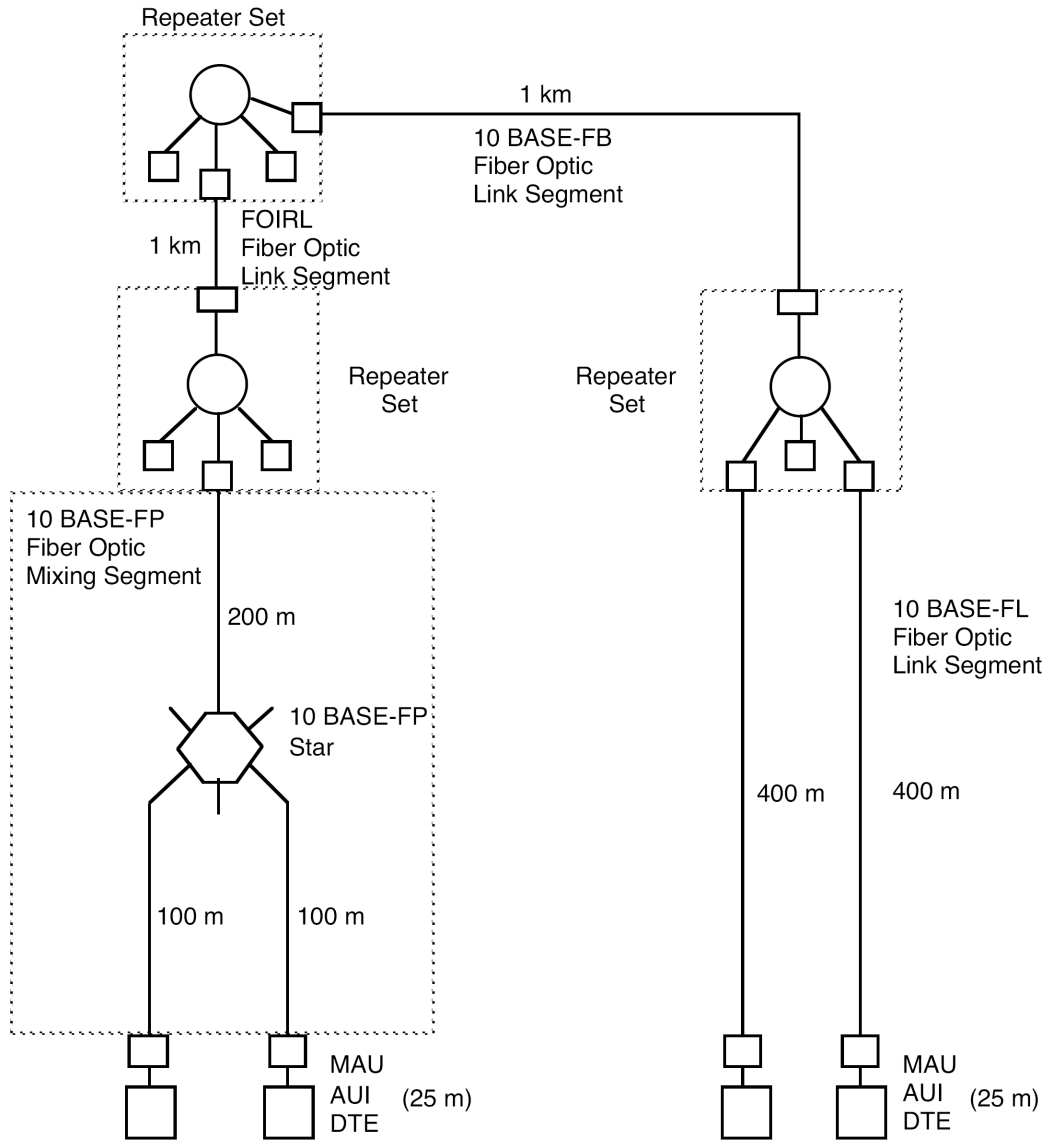 Repeater Set
1 km
10 BASE-FB
Fiber Optic
Link Segment
FOIRL
Fiber Optic
Link Segment
1 km
Repeater
Set
Repeater
Set
10 BASE-FP
Fiber Optic
Mixing Segment
200 m
10 BASE-FP
Star
10 BASE-FL
Fiber Optic
Link Segment
400 m
400 m
100 m
100 m
MAU
AUI
DTE
(25 m)
MAU
AUI
DTE
(25 m)